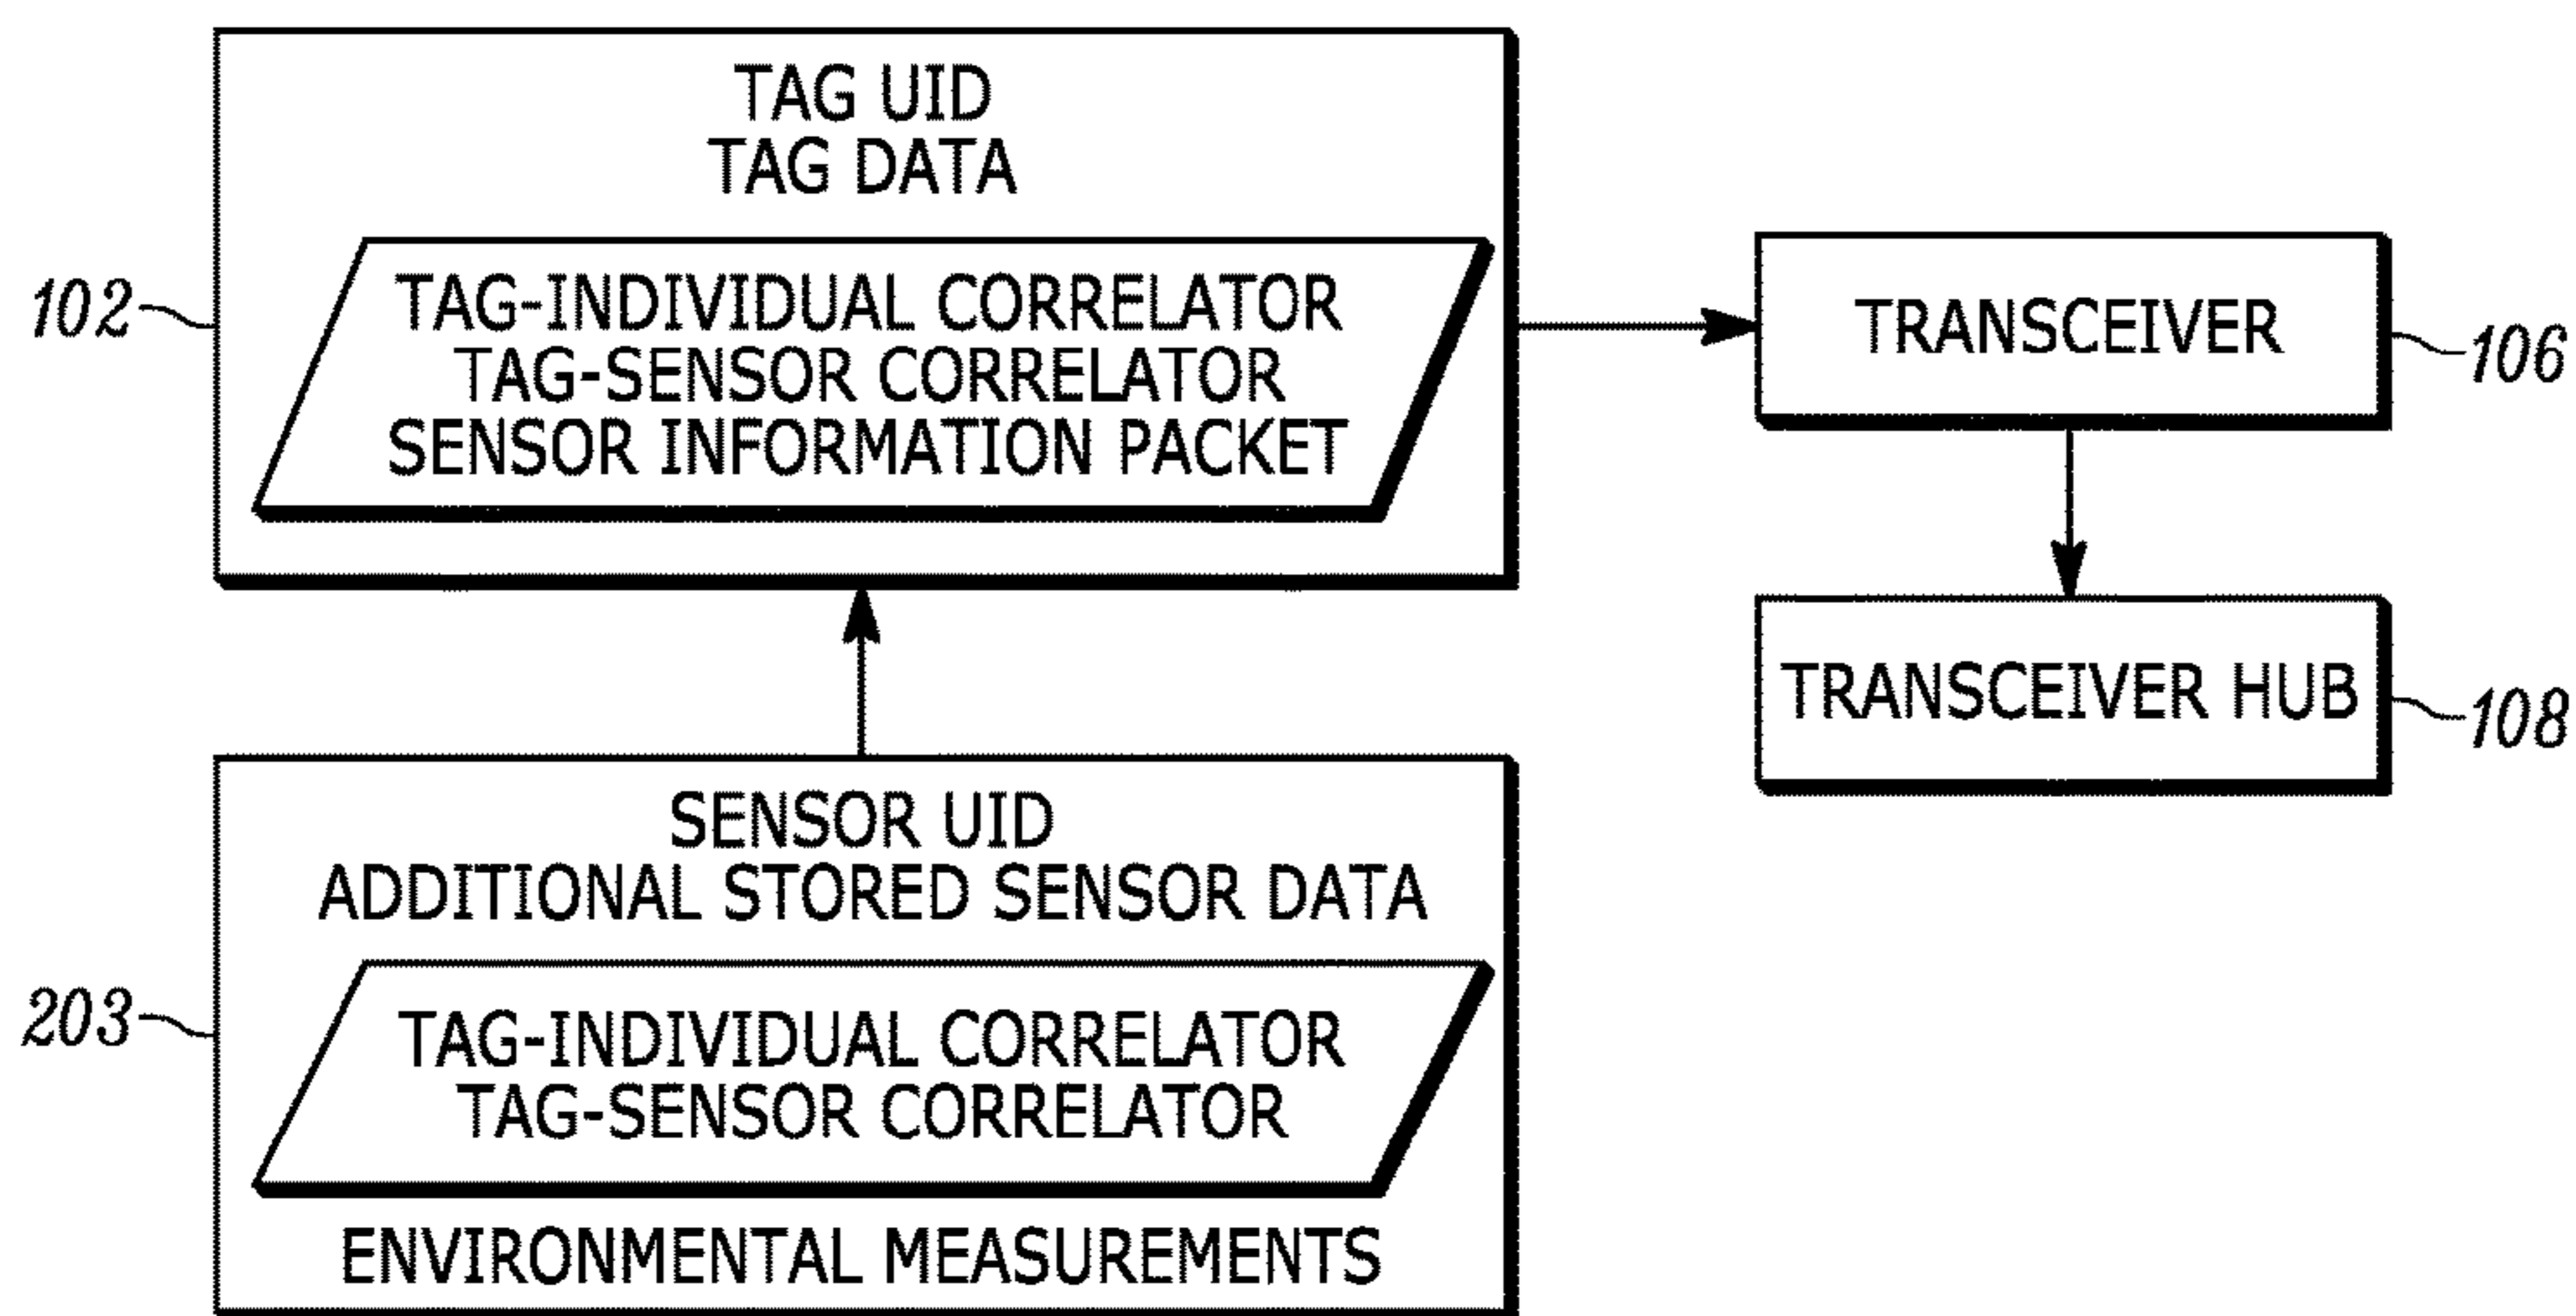 TAG UID
TAG DATA
TAG-INDIVIDUAL CORRELATOR
TAG-SENSOR CORRELATOR
SENSOR INFORMATION PACKET
102
TRANSCEIVER
106
TRANSCEIVER HUB
108
SENSOR UID
ADDITIONAL STORED SENSOR DATA
TAG-INDIVIDUAL CORRELATOR
TAG-SENSOR CORRELATOR
ENVIRONMENTAL MEASUREMENTS
203